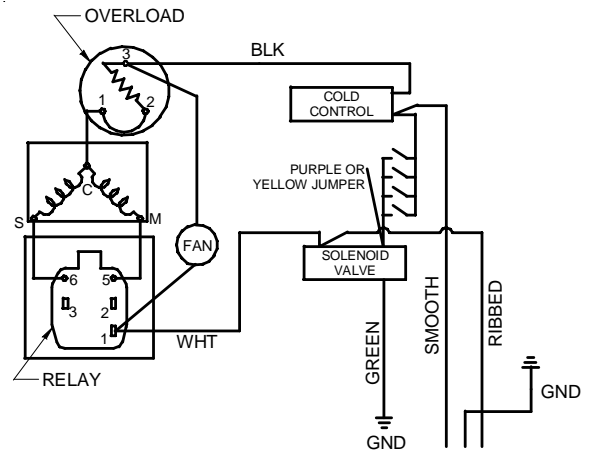 OVERLOAD
BLK
3
1
2
COLD
CONTROL
C
PURPLE OR
YELLOW JUMPER
S
M
FAN
SOLENOID
VALVE
6
5
3
2
1
WHT
RELAY
GREEN
SMOOTH
RIBBED
GND
GND